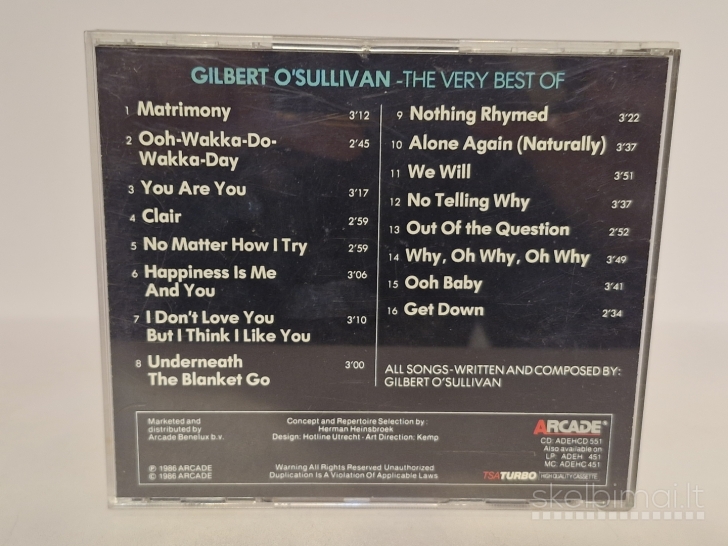 GILBERT O'SULLIVAN -THE VERY BEST OF
1 Matrimony 3'12
2 Ooh-Wakka-Do- 2'45
Wakka-Day
3 You Are You 3'17
4 Clair 2'59
5 No Matter How I Try 2'59
6 Happiness Is Me 3'06
And You
7 I Don't Love You 3'10
But I Think I Like You
8 Underneath 3'00
The Blanket Go
9 Nothing Rhymed 3'22
10 Alone Again (Naturally) 3'37
11 We Will 3'51
12 No Telling Why 3'37
13 Out Of the Question 2'52
14 Why, Oh Why, Oh Why 3'49
15 Ooh Baby 3'41
16 Get Down 2'34
ALL SONGS-WRITTEN AND COMPOSED BY:
GILBERT O'SULLIVAN
Marketed and
distributed by
Arcade Benelux b.v.
℗ 1986 ARCADE
© 1986 ARCADE
Concept and Repertoire Selection by:
Herman Heinsbroek
Design: Hotline Utrecht - Art Direction: Kemp
Warning All Rights Reserved Unauthorized
Duplication Is A Violation Of Applicable Laws
ARCADE®
CD: ADEHCD 551
Also available on
LP: ADEH 451
MC: ADEHC 451
TSATURBO HIGH QUALITY CASSETTE
skelbimai.lt